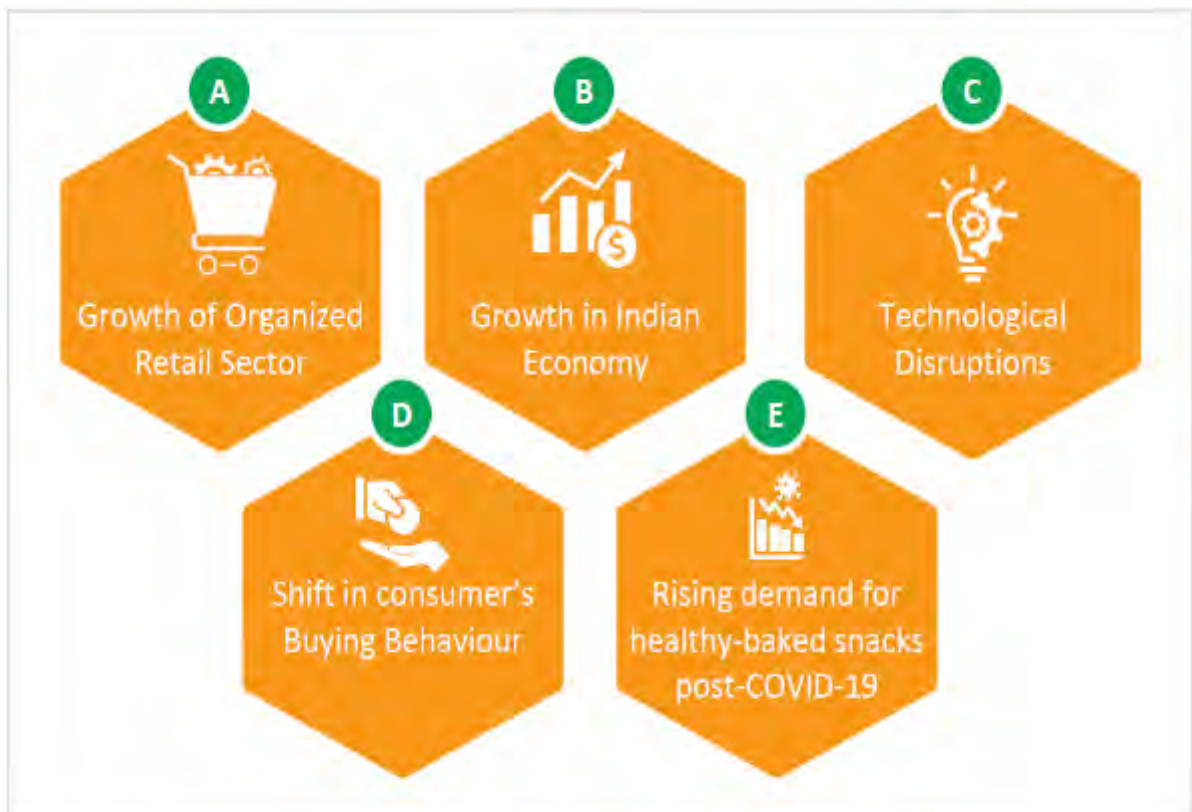 A
B
C
Growth of Organized
Retail Sector
$
Growth in Indian
Economy
Technological
Disruptions
D
E
Shift in consumer's
Buying Behaviour
Rising demand for
healthy-baked snacks
post-COVID-19